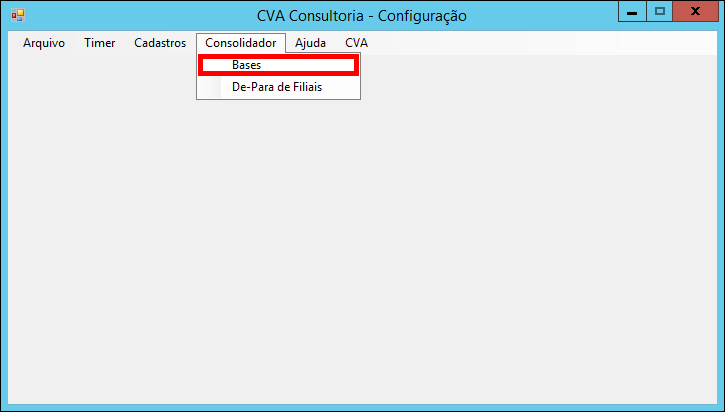 CVA Consultoria - Configuração
Arquivo Timer Cadastros Consolidador Ajuda CVA
Bases
De-Para de Filiais